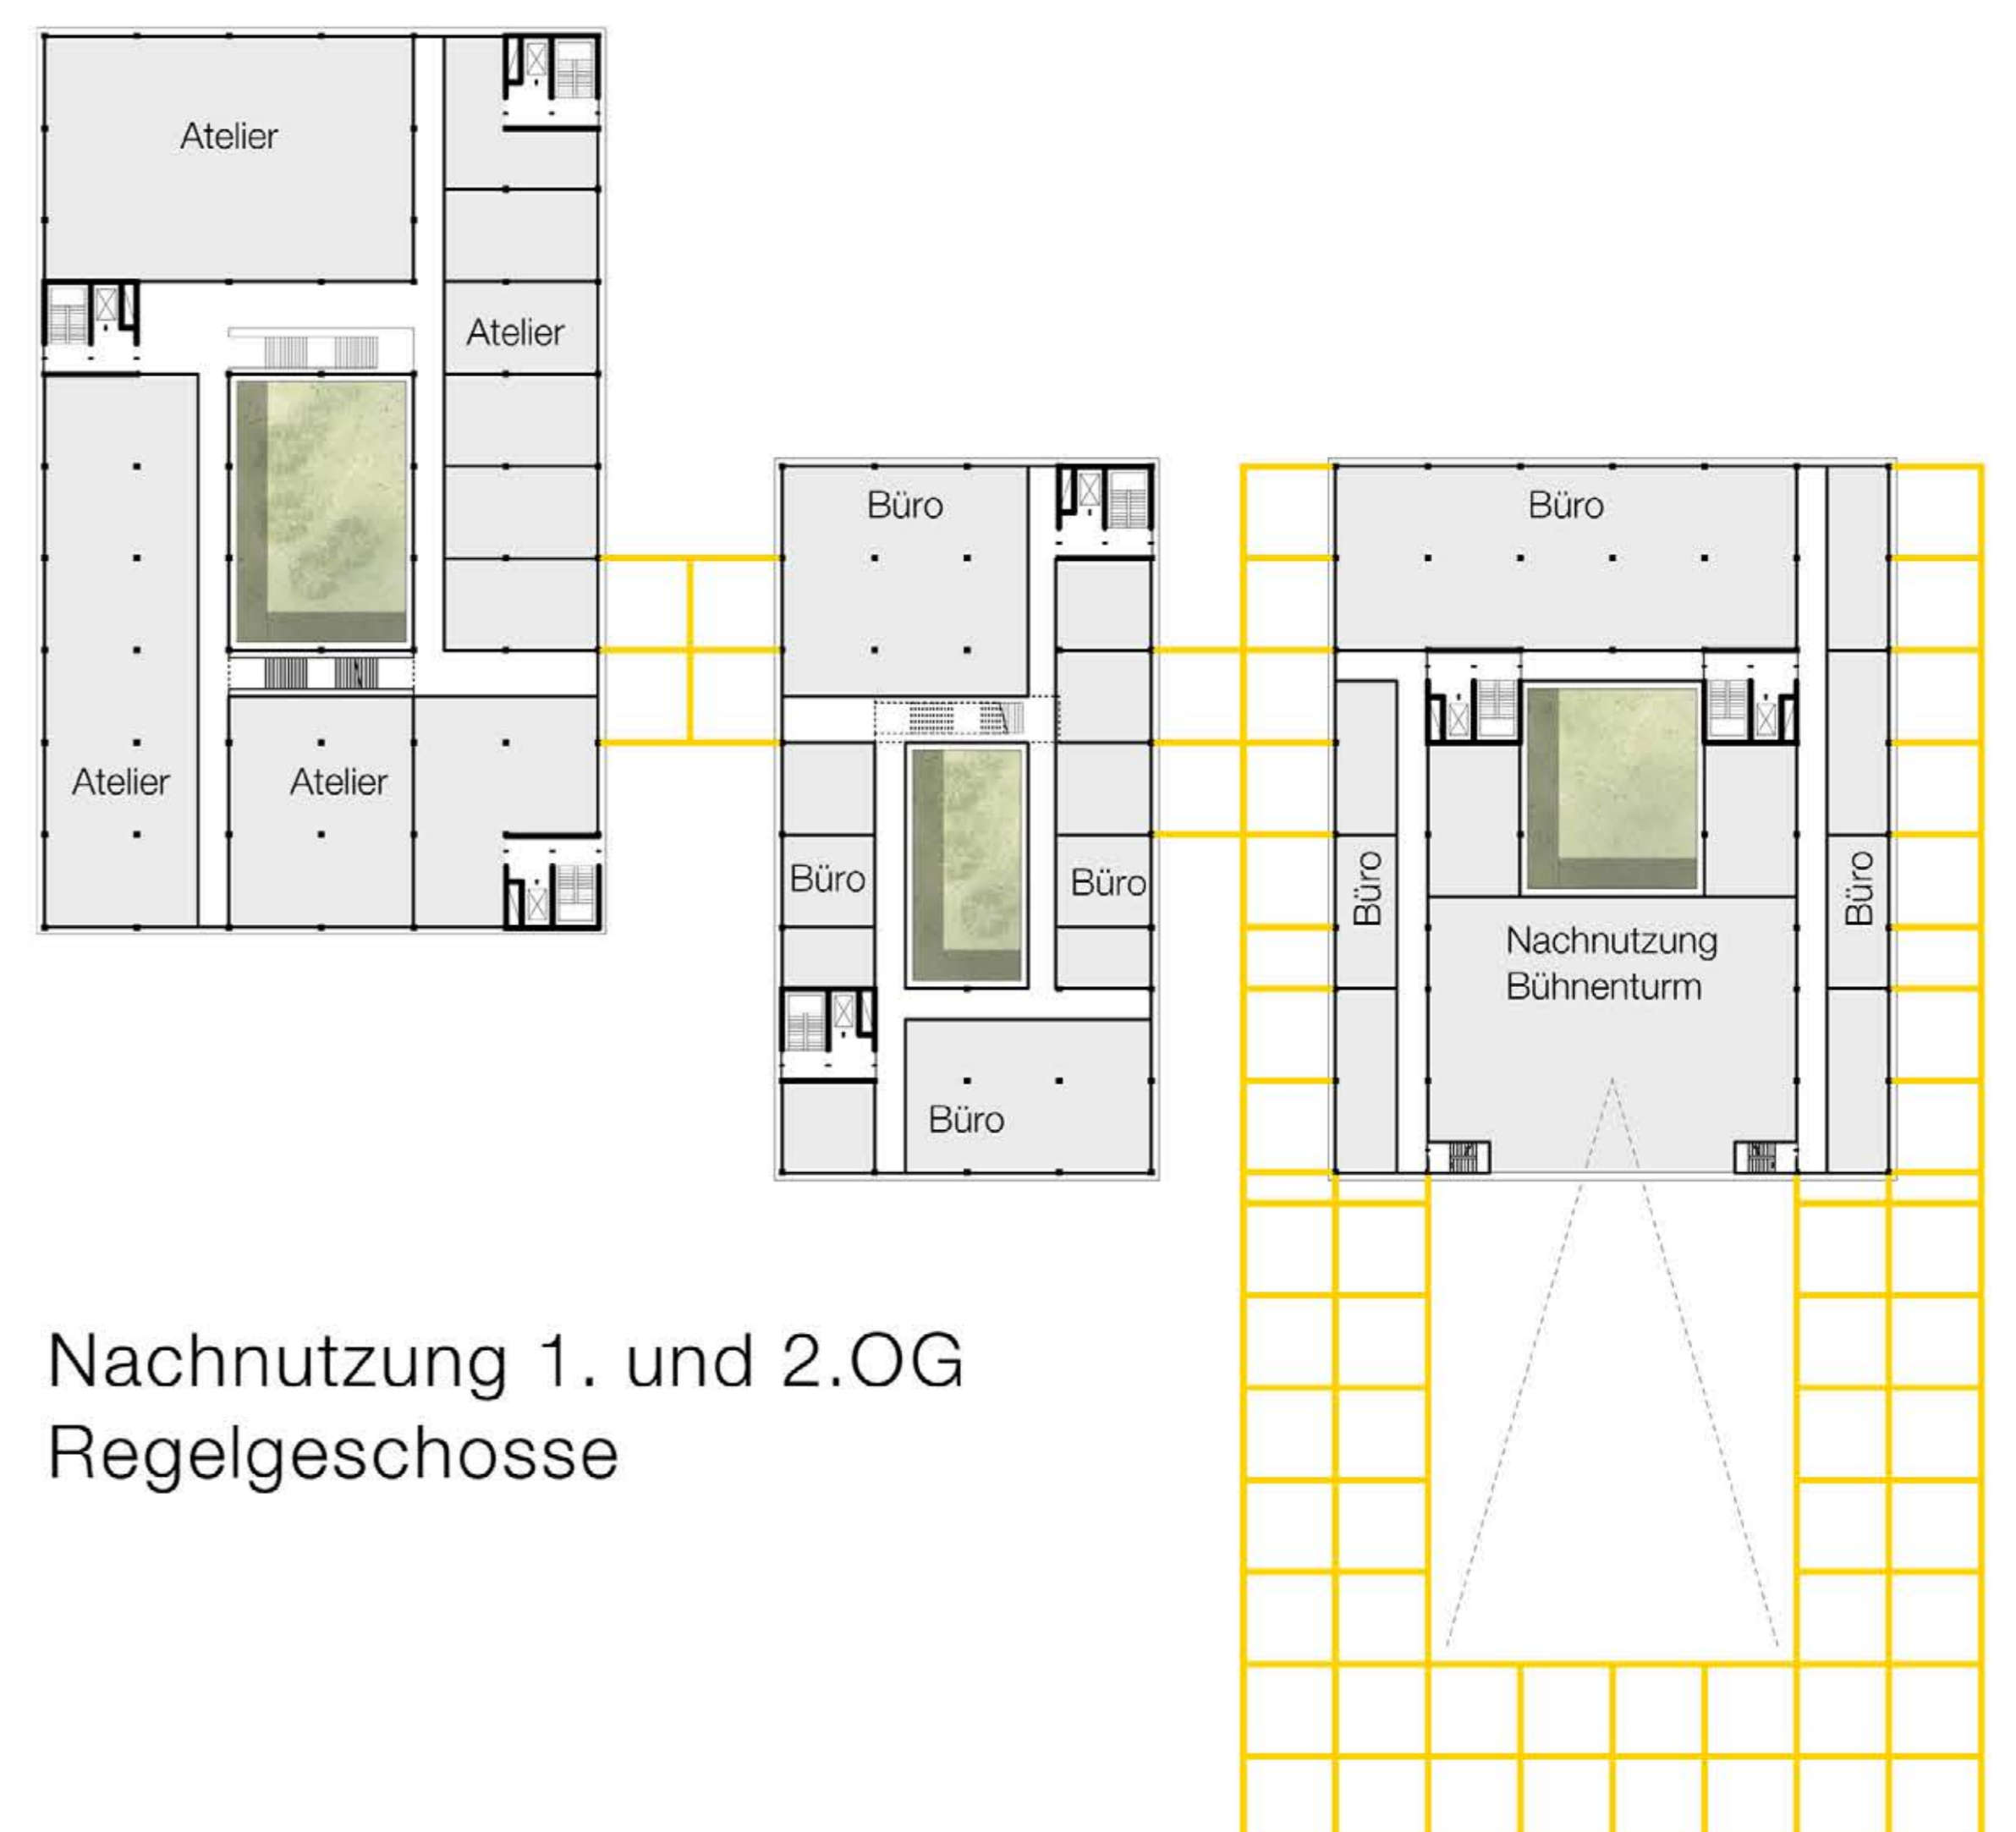 Atelier
Atelier
Atelier
Atelier
Büro
Büro
Büro
Büro
Büro
Büro
Büro
Nachnutzung
Bühnenturm
Nachnutzung 1. und 2.OG
Regelgeschosse